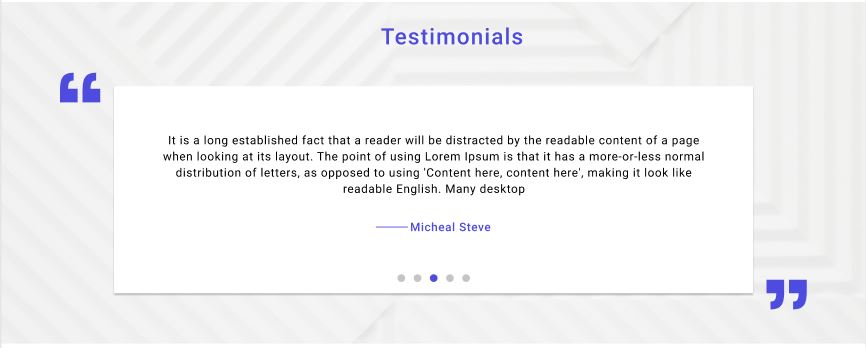 Testimonials
“
It is a long established fact that a reader will be distracted by the readable content of a page
when looking at its layout. The point of using Lorem Ipsum is that it has a more-or-less normal
distribution of letters, as opposed to using 'Content here, content here', making it look like
readable English. Many desktop
Micheal Steve
”